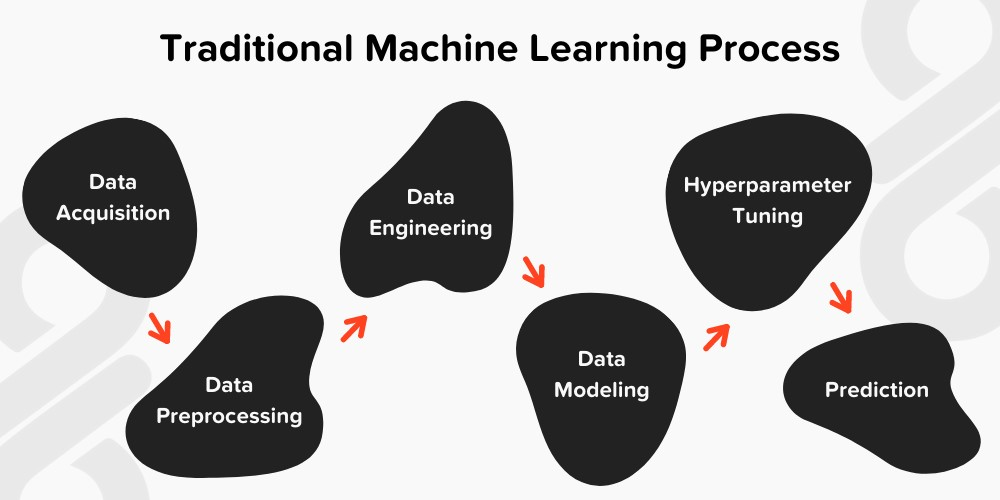 Traditional Machine Learning Process
Data
Acquisition
Data
Preprocessing
Data
Engineering
Data
Modeling
Hyperparameter
Tuning
Prediction